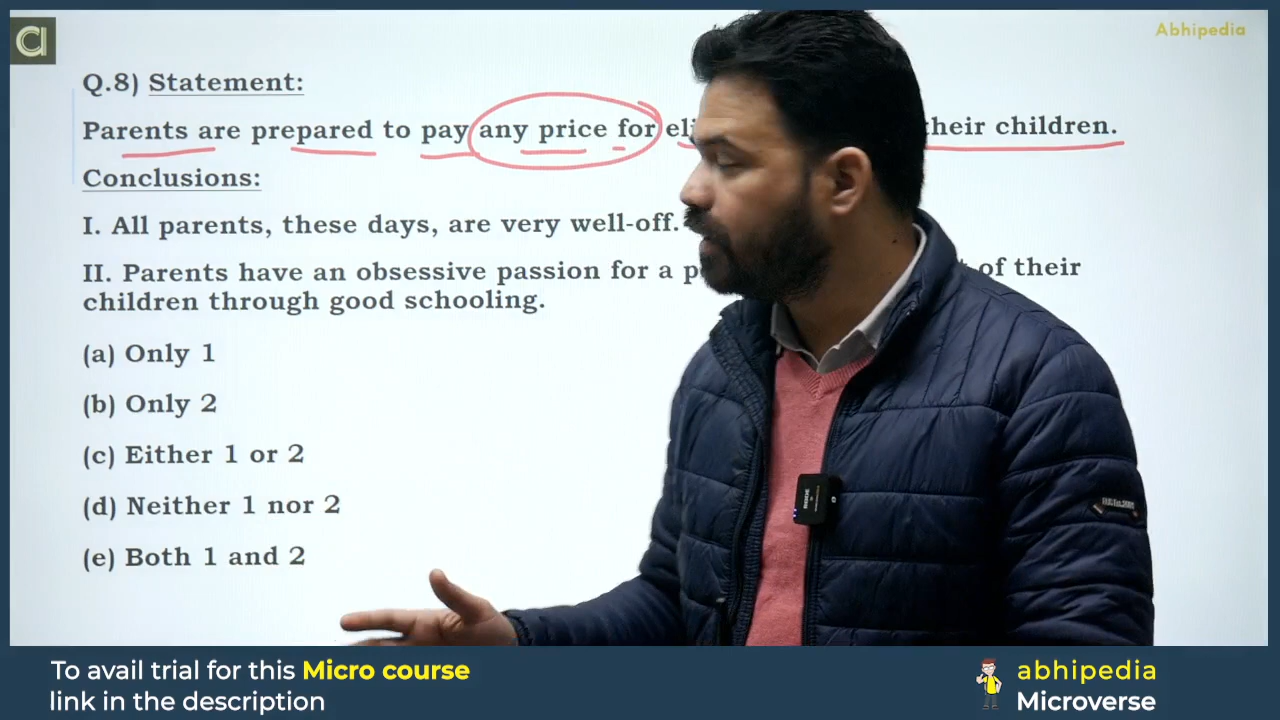 a
Abhipedia
Q.8) Statement:
Parents are prepared to pay any price for their children.
Conclusions:
I. All parents, these days, are very well-off.
II. Parents have an obsessive passion for a of their
children through good schooling.
(a) Only 1
(b) Only 2
(c) Either 1 or 2
(d) Neither 1 nor 2
(e) Both 1 and 2
To avail trial for this Micro course
link in the description
abhipedia
Microverse